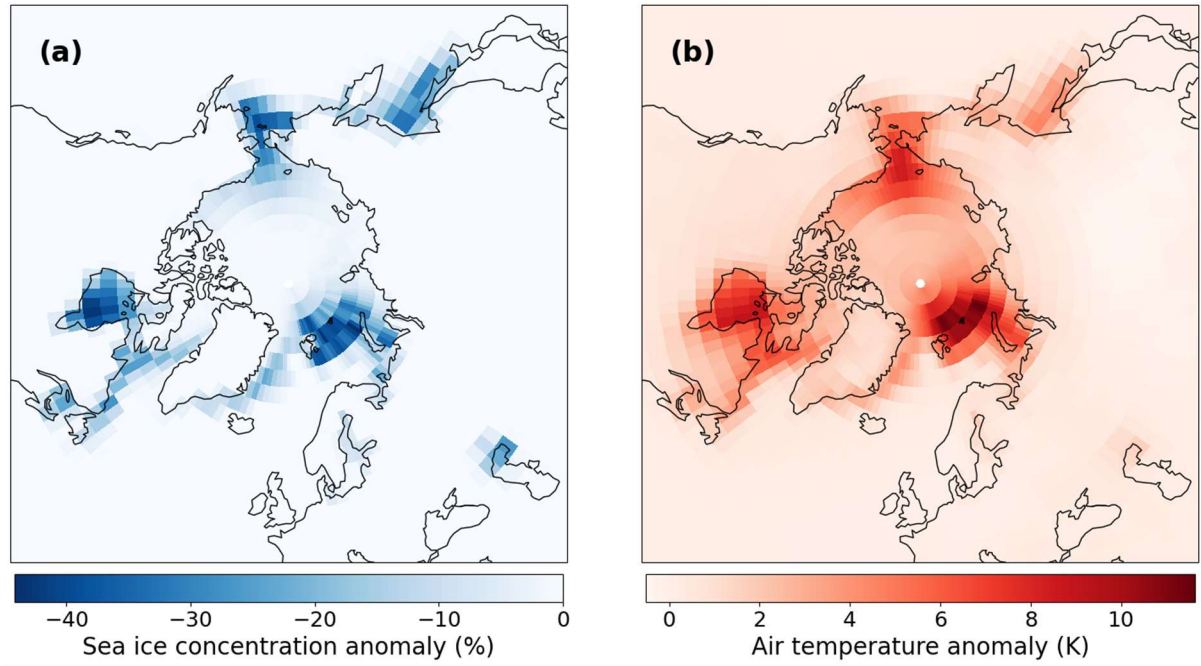 (a)
(b)
−40 −30 −20 −10 0
Sea ice concentration anomaly (%)
0 2 4 6 8 10
Air temperature anomaly (K)